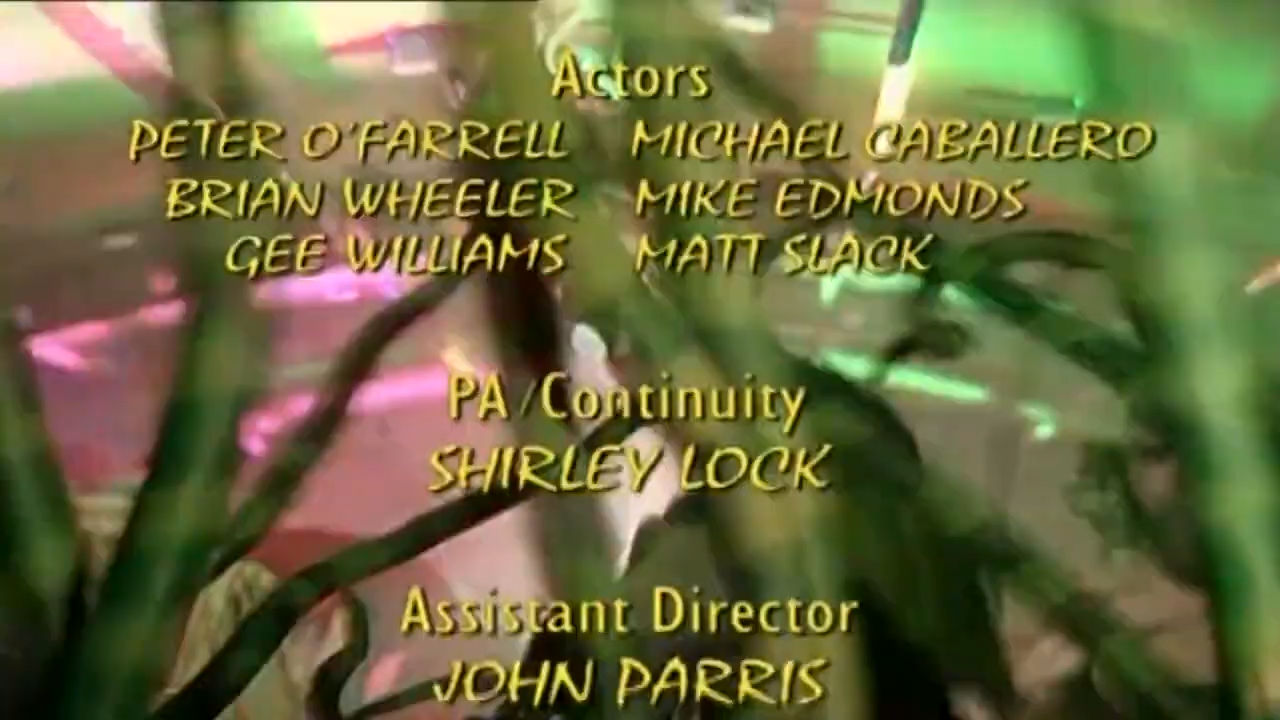 Actors
PETER O'FARRELL MICHAEL CABALLERO
BRIAN WHEELER MIKE EDMONDS
GEE WILLIAMS MATT SLACK
PA/Continuity
SHIRLEY LOCK
Assistant Director
JOHN PARRIS